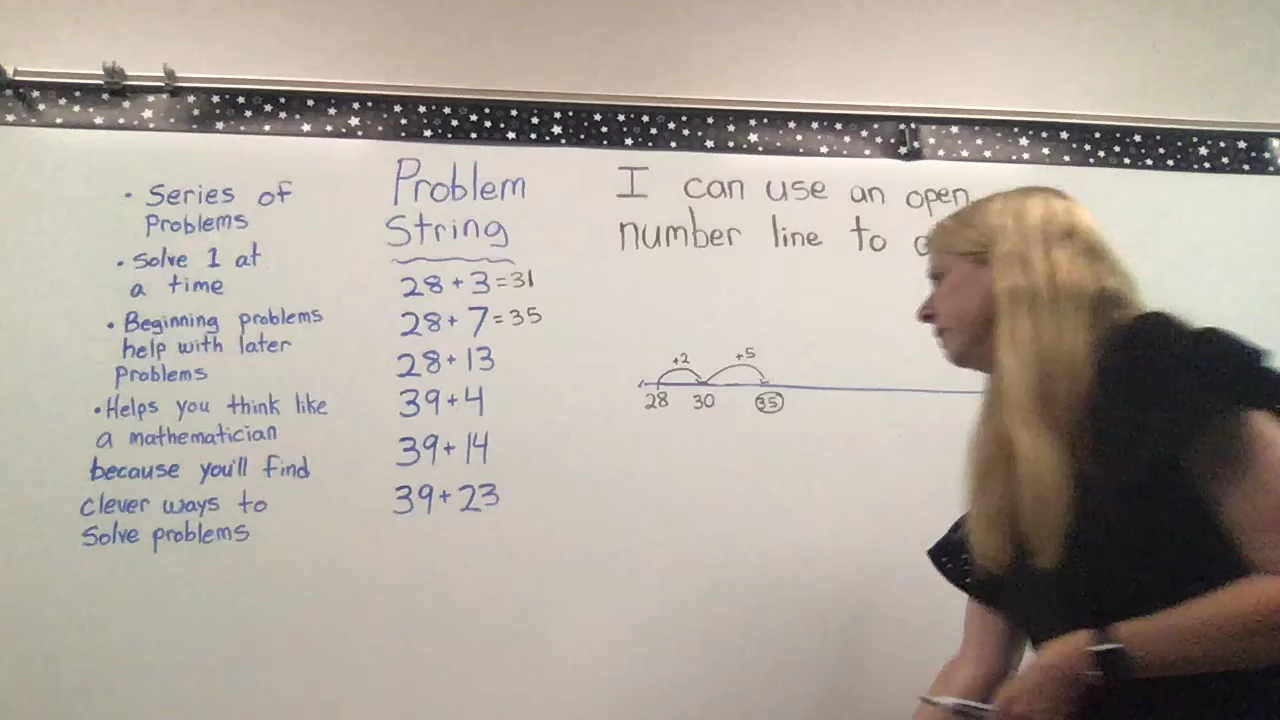 • Series of
Problems
• Solve 1 at
a time
• Beginning problems
help with later
Problems
• Helps you think like
a mathematician
because you'll find
clever ways to
Solve problems
Problem
String
28 + 3 = 31
28 + 7 = 35
28 + 13
39 + 4
39 + 14
39 + 23
I can use an open
number line to
+2 +5
28 30 35